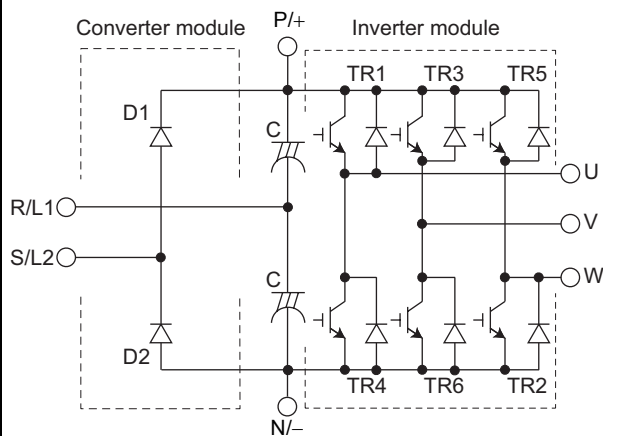 P/+
Converter module
Inverter module
TR1
TR3
TR5
D1
C
U
R/L1
V
S/L2
W
C
D2
TR4
TR6
TR2
N/−